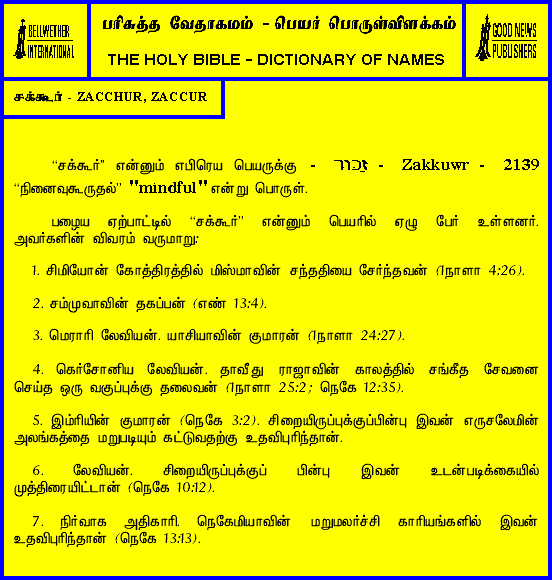 BELLWETHER
INTERNATIONAL
பரிசுத்த வேதாகமம் - பெயர் பொருள்விளக்கம்
THE HOLY BIBLE - DICTIONARY OF NAMES
GOOD NEWS
PUBLISHERS
சக்கூர் - ZACCHUR, ZACCUR
“சக்கூர்” என்னும் எபிரெய பெயருக்கு - זַכּוּר - Zakkuwr - 2139
“நினைவுகூருதல்” "mindful" என்று பொருள்.
பழைய ஏற்பாட்டில் “சக்கூர்” என்னும் பெயரில் ஏழு பேர் உள்ளனர்.
அவர்களின் விவரம் வருமாறு:
1. சிமியோன் கோத்திரத்தில் மிஸ்மாவின் சந்ததியை சேர்ந்தவன் (1நாளா 4:26).
2. சம்முவாவின் தகப்பன் (எண் 13:4).
3. மெராரி லேவியன். யாசியாவின் குமாரன் (1நாளா 24:27).
4. கெர்சோனிய லேவியன். தாவீது ராஜாவின் காலத்தில் சங்கீத சேவனை
செய்த ஒரு வகுப்புக்கு தலைவன் (1நாளா 25:2; நெகே 12:35).
5. இம்ரியின் குமாரன் (நெகே 3:2). சிறையிருப்புக்குப்பின்பு இவன் எருசலேமின்
அலங்கத்தை மறுபடியும் கட்டுவதற்கு உதவிபுரிந்தான்.
6. லேவியன். சிறையிருப்புக்குப் பின்பு இவன் உடன்படிக்கையில்
முத்திரையிட்டான் (நெகே 10:12).
7. நிர்வாக அதிகாரி. நெகேமியாவின் மறுமலர்ச்சி காரியங்களில் இவன்
உதவிபுரிந்தான் (நெகே 13:13).